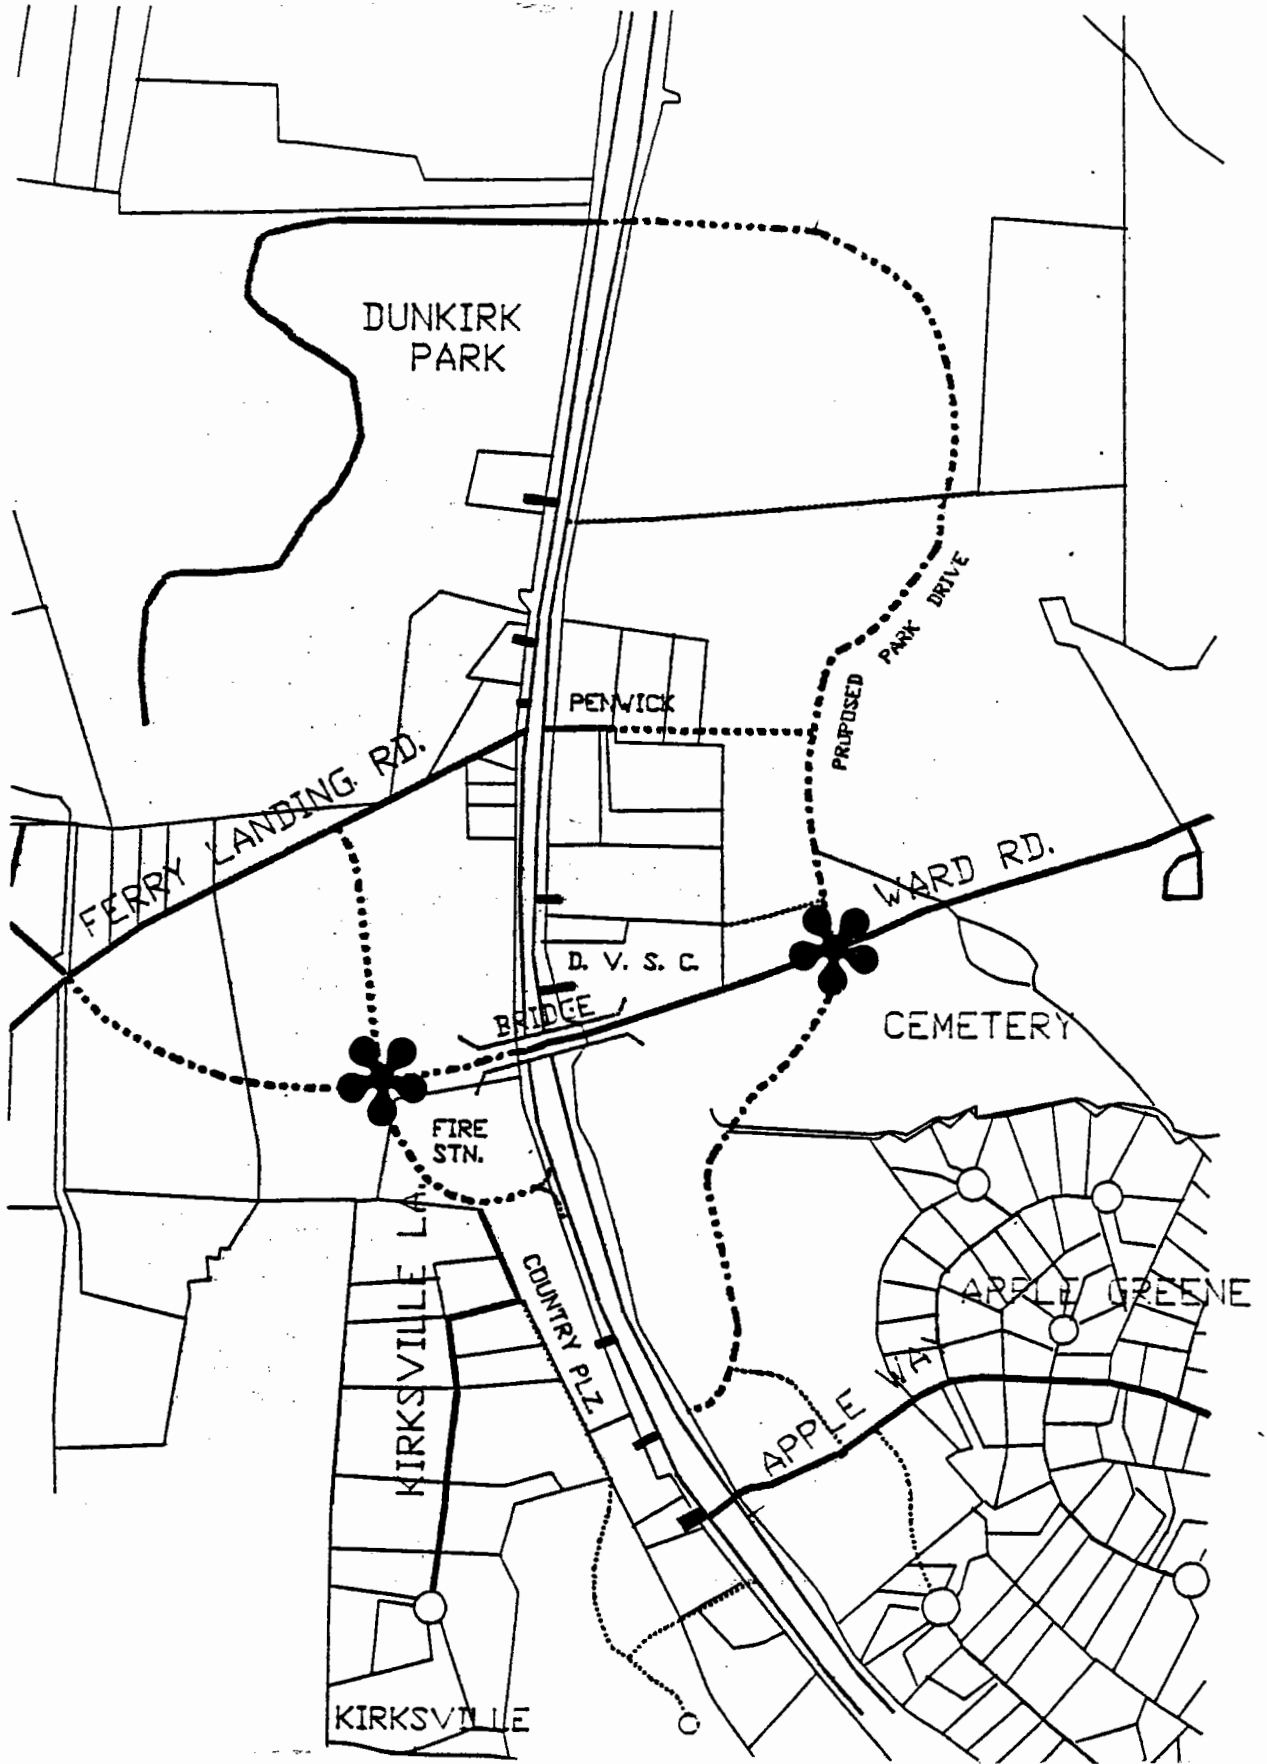 DUNKIRK
PARK
PROPOSED PARK DRIVE
PENWICK
FERRY LANDING RD.
WARD RD.
D. V. S. C.
BRIDGE
CEMETERY
FIRE
STN.
KIRKSVILLE LA.
COUNTRY PLZ.
APPLE GREENE
APPLE WA
KIRKSVILLE